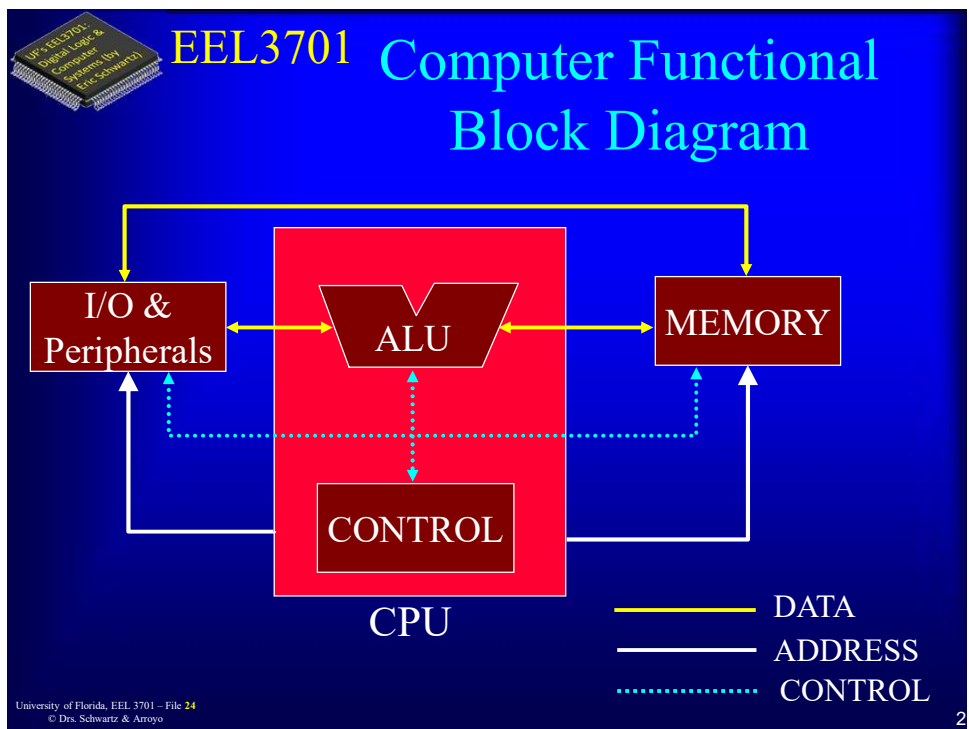 UF's EEL3701:
Digital Logic &
Computer
Systems (by
Eric Schwartz)
EEL3701
Computer Functional
Block Diagram
I/O &
Peripherals
ALU
MEMORY
CONTROL
CPU
DATA
ADDRESS
CONTROL
University of Florida, EEL 3701 – File 24
© Drs. Schwartz & Arroyo
2